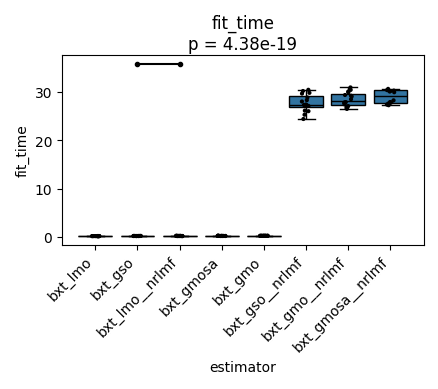 fit_time
p = 4.38e-19
fit_time
30
20
10
0
bxt_lmo
bxt_gso
bxt_lmo__nrlmf
bxt_gmosa
bxt_gmo
bxt_gso__nrlmf
bxt_gmo__nrlmf
bxt_gmosa__nrlmf
estimator